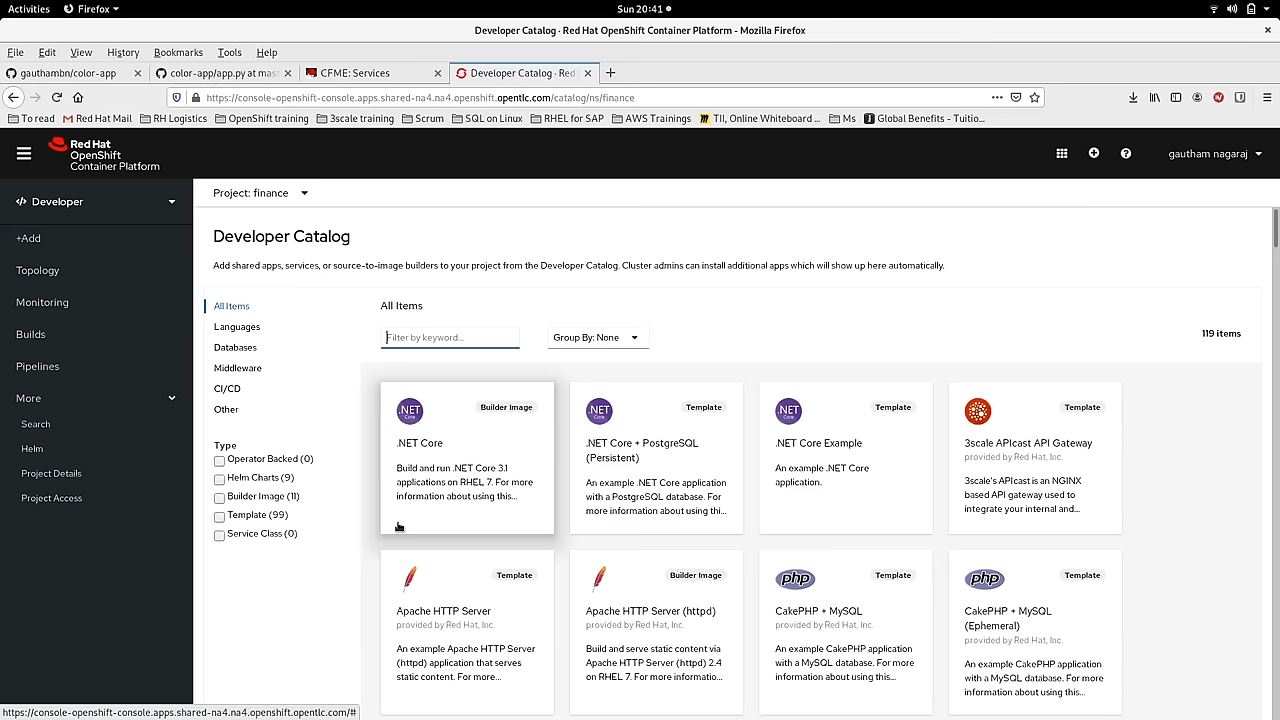 Activities Firefox Sun 20:41
Developer Catalog · Red Hat OpenShift Container Platform - Mozilla Firefox
File Edit View History Bookmarks Tools Help
gauthambn/color-app color-app/app.py at mas CFME: Services Developer Catalog · Red
https://console-openshift-console.apps.shared-na4.na4.openshift.opentlc.com/catalog/ns/finance
To read Red Hat Mail RH Logistics OpenShift training 3scale training Scrum SQL on Linux RHEL for SAP AWS Trainings TII, Online Whiteboard ... Ms Global Benefits - Tuitio...
Red Hat
OpenShift
Container Platform
gautham nagaraj
Developer
+Add
Topology
Monitoring
Builds
Pipelines
More
Search
Helm
Project Details
Project Access
Project: finance
Developer Catalog
Add shared apps, services, or source-to-image builders to your project from the Developer Catalog. Cluster admins can install additional apps which will show up here automatically.
All Items
Languages
Databases
Middleware
CI/CD
Other
Type
Operator Backed (0)
Helm Charts (9)
Builder Image (11)
Template (99)
Service Class (0)
All Items
Filter by keyword...
Group By: None
119 items
.NET Core
Builder Image
.NET Core
Build and run .NET Core 3.1
applications on RHEL 7. For more
information about using this...
.NET Core
Template
.NET Core + PostgreSQL
(Persistent)
An example .NET Core application
with a PostgreSQL database. For
more information about using thi...
.NET Core
Template
.NET Core Example
An example .NET Core
application.
Template
3scale APIcast API Gateway
provided by Red Hat, Inc.
3scale's APIcast is an NGINX
based API gateway used to
integrate your internal and...
Template
Apache HTTP Server
provided by Red Hat, Inc.
An example Apache HTTP Server
(httpd) application that serves
static content. For more...
Builder Image
Apache HTTP Server (httpd)
provided by Red Hat, Inc.
Build and serve static content via
Apache HTTP Server (httpd) 2.4
on RHEL 7. For more informatio...
php
Template
CakePHP + MySQL
provided by Red Hat, Inc.
An example CakePHP application
with a MySQL database. For more
information about using this...
php
Template
CakePHP + MySQL
(Ephemeral)
provided by Red Hat, Inc.
An example CakePHP application
with a MySQL database. For more
information about using this...
https://console-openshift-console.apps.shared-na4.na4.openshift.opentlc.com/#